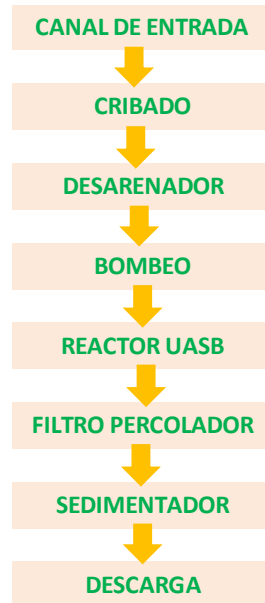 CANAL DE ENTRADA
CRIBADO
DESARENADOR
BOMBEO
REACTOR UASB
FILTRO PERCOLADOR
SEDIMENTADOR
DESCARGA